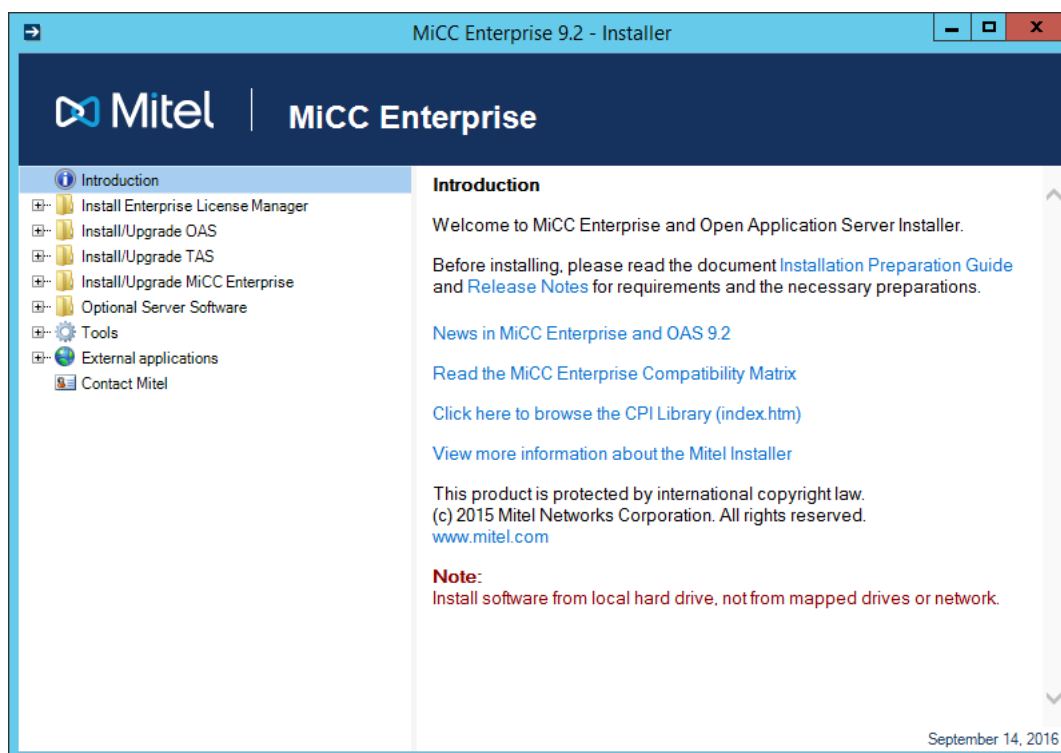 MiCC Enterprise 9.2 - Installer
Mitel
MiCC Enterprise
Introduction
Install Enterprise License Manager
Install/Upgrade OAS
Install/Upgrade TAS
Install/Upgrade MiCC Enterprise
Optional Server Software
Tools
External applications
Contact Mitel
Introduction
Welcome to MiCC Enterprise and Open Application Server Installer.
Before installing, please read the document Installation Preparation Guide
and Release Notes for requirements and the necessary preparations.
News in MiCC Enterprise and OAS 9.2
Read the MiCC Enterprise Compatibility Matrix
Click here to browse the CPI Library (index.htm)
View more information about the Mitel Installer
This product is protected by international copyright law.
(c) 2015 Mitel Networks Corporation. All rights reserved.
www.mitel.com
Note:
Install software from local hard drive, not from mapped drives or network.
September 14, 2016